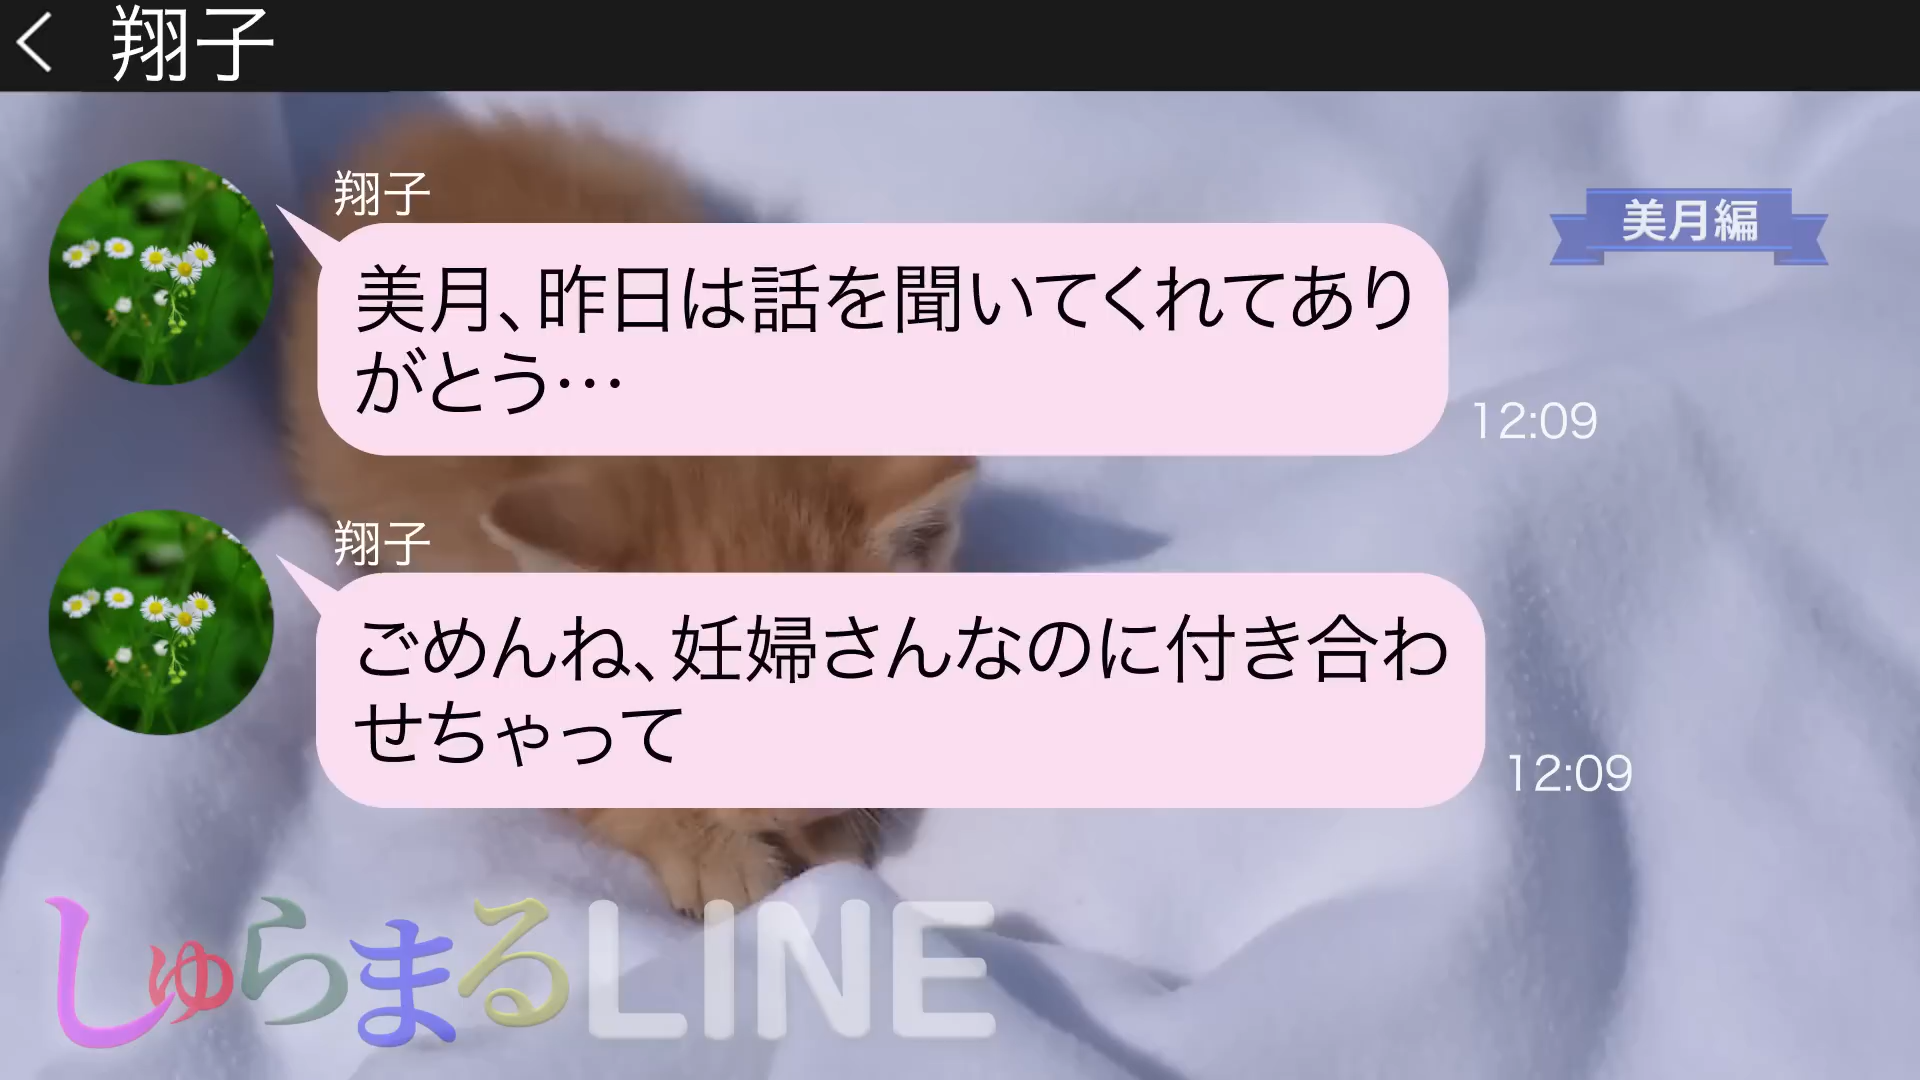 翔子
翔子
美月編
美月、昨日は話を聞いてくれてあり
がとう…
12:09
翔子
ごめんね、妊婦さんなのに付き合わ
せちゃって
12:09
しゅらまるLINE